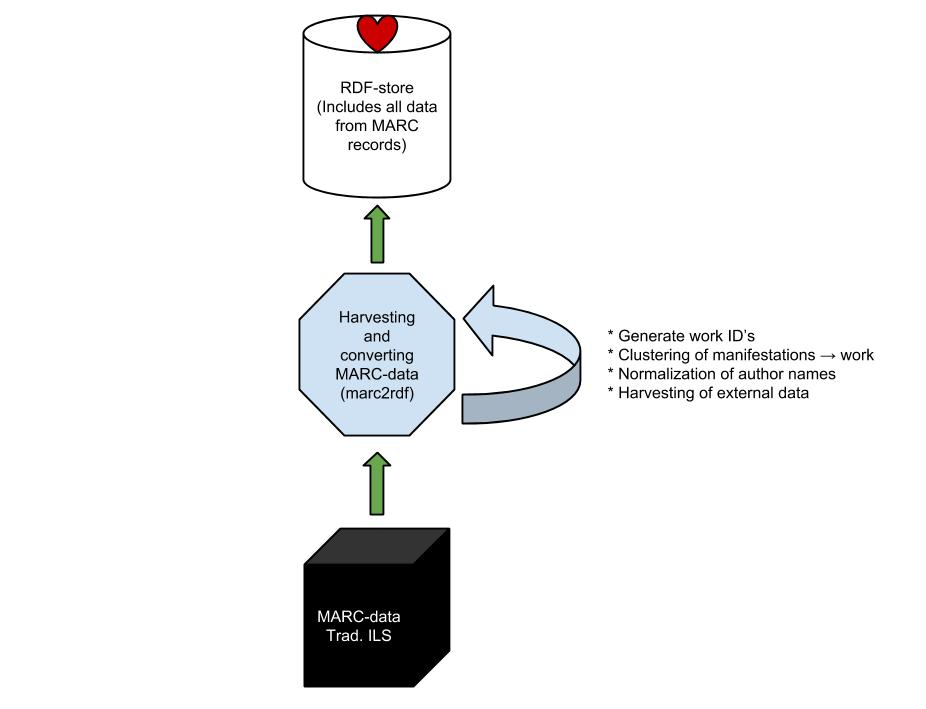 RDF-store
(Includes all data
from MARC
records)
Harvesting
and
converting
MARC-data
(marc2rdf)
* Generate work ID's
* Clustering of manifestations → work
* Normalization of author names
* Harvesting of external data
MARC-data
Trad. ILS